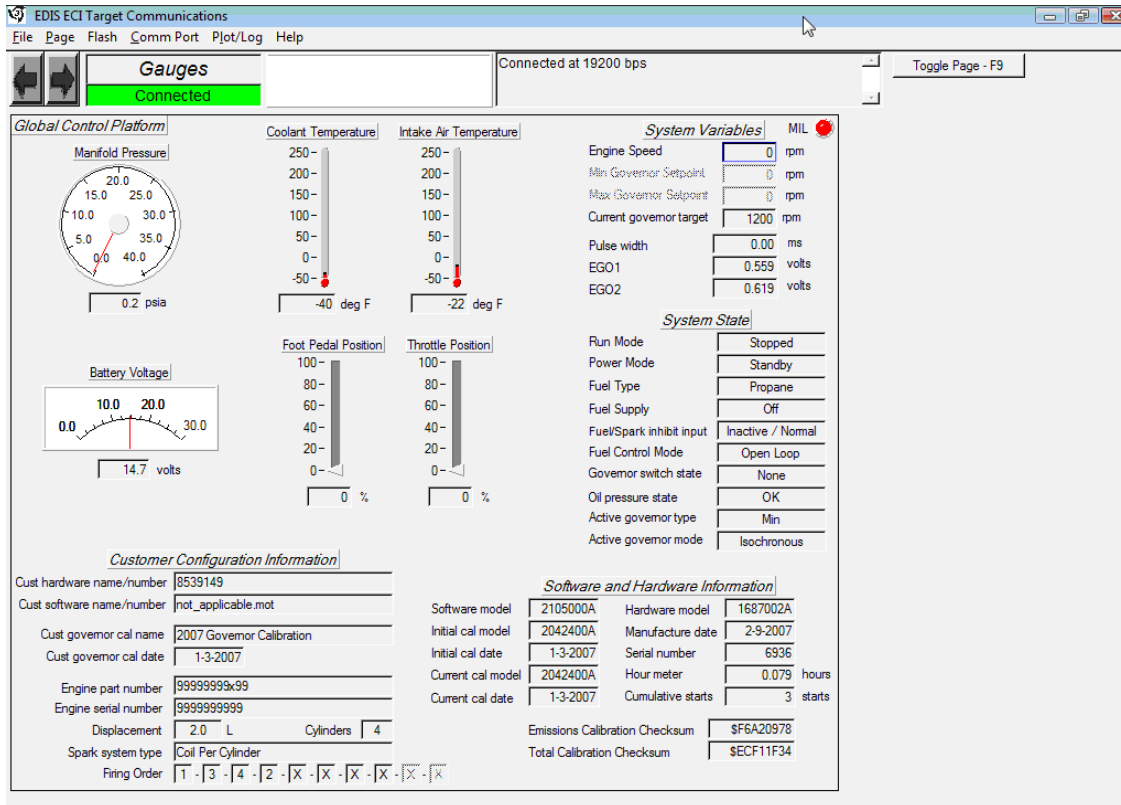 EDIS ECI Target Communications
File Page Flash Comm Port Plot/Log Help
Gauges
Connected
Connected at 19200 bps
Toggle Page - F9
Global Control Platform
Manifold Pressure
0.0 5.0 10.0 15.0 20.0 25.0 30.0 35.0 40.0
0.2 psia
Coolant Temperature
250
200
150
100
50
0
-50
-40 deg F
Intake Air Temperature
250
200
150
100
50
0
-50
-22 deg F
Battery Voltage
0.0 10.0 20.0 30.0
14.7 volts
Foot Pedal Position
100
80
60
40
20
0
0 %
Throttle Position
100
80
60
40
20
0
0 %
System Variables MIL
Engine Speed 0 rpm
Min Governor Setpoint 0 rpm
Max Governor Setpoint 0 rpm
Current governor target 1200 rpm
Pulse width 0.00 ms
EGO1 0.559 volts
EGO2 0.619 volts
System State
Run Mode Stopped
Power Mode Standby
Fuel Type Propane
Fuel Supply Off
Fuel/Spark inhibit input Inactive / Normal
Fuel Control Mode Open Loop
Governor switch state None
Oil pressure state OK
Active governor type Min
Active governor mode Isochronous
Customer Configuration Information
Cust hardware name/number 8539149
Cust software name/number not_applicable.mot
Cust governor cal name 2007 Governor Calibration
Cust governor cal date 1-3-2007
Engine part number 99999999x99
Engine serial number 9999999999
Displacement 2.0 L Cylinders 4
Spark system type Coil Per Cylinder
Firing Order 1 - 3 - 4 - 2 - X - X - X - X - X - X
Software and Hardware Information
Software model 2105000A Hardware model 1687002A
Initial cal model 2042400A Manufacture date 2-9-2007
Initial cal date 1-3-2007 Serial number 6936
Current cal model 2042400A Hour meter 0.079 hours
Current cal date 1-3-2007 Cumulative starts 3 starts
Emissions Calibration Checksum $F6A20978
Total Calibration Checksum $ECF11F34